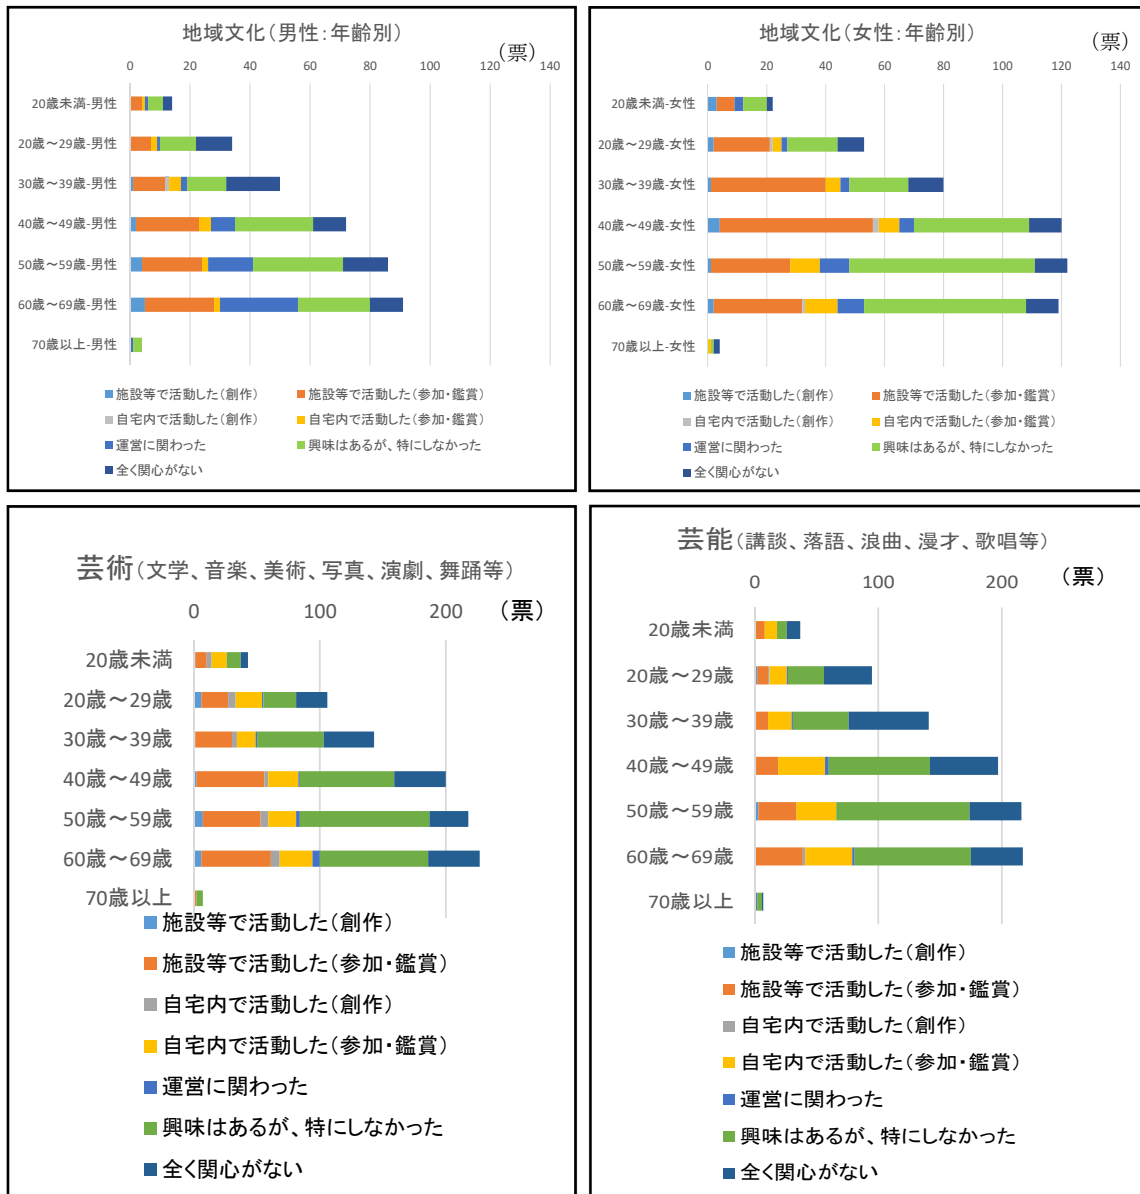 地域文化（男性：年齢別）
（票）
0 20 40 60 80 100 120 140
20歳未満-男性
20歳～29歳-男性
30歳～39歳-男性
40歳～49歳-男性
50歳～59歳-男性
60歳～69歳-男性
70歳以上-男性
施設等で活動した（創作） 施設等で活動した（参加・鑑賞）
自宅内で活動した（創作） 自宅内で活動した（参加・鑑賞）
運営に関わった 興味はあるが、特にしなかった
全く関心がない
地域文化（女性：年齢別）
（票）
0 20 40 60 80 100 120 140
20歳未満-女性
20歳～29歳-女性
30歳～39歳-女性
40歳～49歳-女性
50歳～59歳-女性
60歳～69歳-女性
70歳以上-女性
施設等で活動した（創作） 施設等で活動した（参加・鑑賞）
自宅内で活動した（創作） 自宅内で活動した（参加・鑑賞）
運営に関わった 興味はあるが、特にしなかった
全く関心がない
芸術（文学、音楽、美術、写真、演劇、舞踊等）
0 100 200 （票）
20歳未満
20歳～29歳
30歳～39歳
40歳～49歳
50歳～59歳
60歳～69歳
70歳以上
施設等で活動した（創作）
施設等で活動した（参加・鑑賞）
自宅内で活動した（創作）
自宅内で活動した（参加・鑑賞）
運営に関わった
興味はあるが、特にしなかった
全く関心がない
芸能（講談、落語、浪曲、漫才、歌唱等）
0 100 200 （票）
20歳未満
20歳～29歳
30歳～39歳
40歳～49歳
50歳～59歳
60歳～69歳
70歳以上
施設等で活動した（創作）
施設等で活動した（参加・鑑賞）
自宅内で活動した（創作）
自宅内で活動した（参加・鑑賞）
運営に関わった
興味はあるが、特にしなかった
全く関心がない